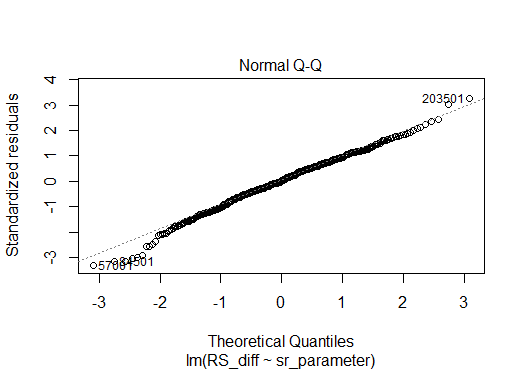 Normal Q-Q
Standardized residuals
4
3
2
1
0
-1
-3
203501
57001
-3 -2 -1 0 1 2 3
Theoretical Quantiles
lm(RS_diff ~ sr_parameter)